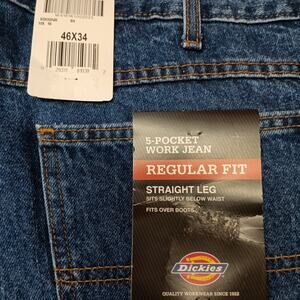 46X34
5-POCKET
WORK JEAN
REGULAR FIT
STRAIGHT LEG
SITS SLIGHTLY BELOW WAIST
FITS OVER BOOTS
Dickies
QUALITY WORKWEAR SINCE 1922